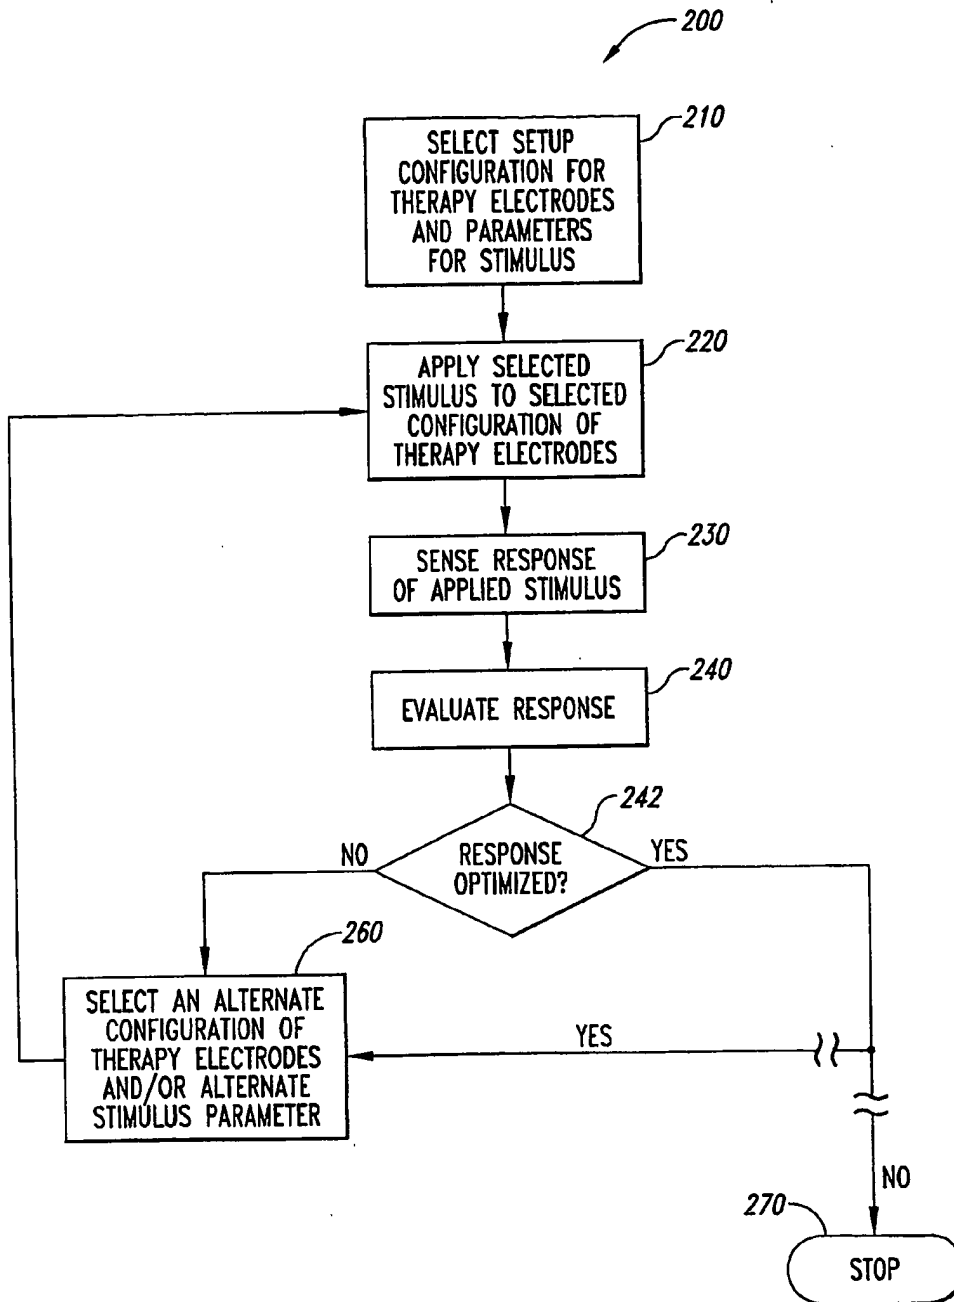 200
210
SELECT SETUP
CONFIGURATION FOR
THERAPY ELECTRODES
AND PARAMETERS
FOR STIMULUS
220
APPLY SELECTED
STIMULUS TO SELECTED
CONFIGURATION OF
THERAPY ELECTRODES
230
SENSE RESPONSE
OF APPLIED STIMULUS
240
EVALUATE RESPONSE
242
NO
RESPONSE
OPTIMIZED?
YES
260
SELECT AN ALTERNATE
CONFIGURATION OF
THERAPY ELECTRODES
AND/OR ALTERNATE
STIMULUS PARAMETER
YES
NO
270
STOP